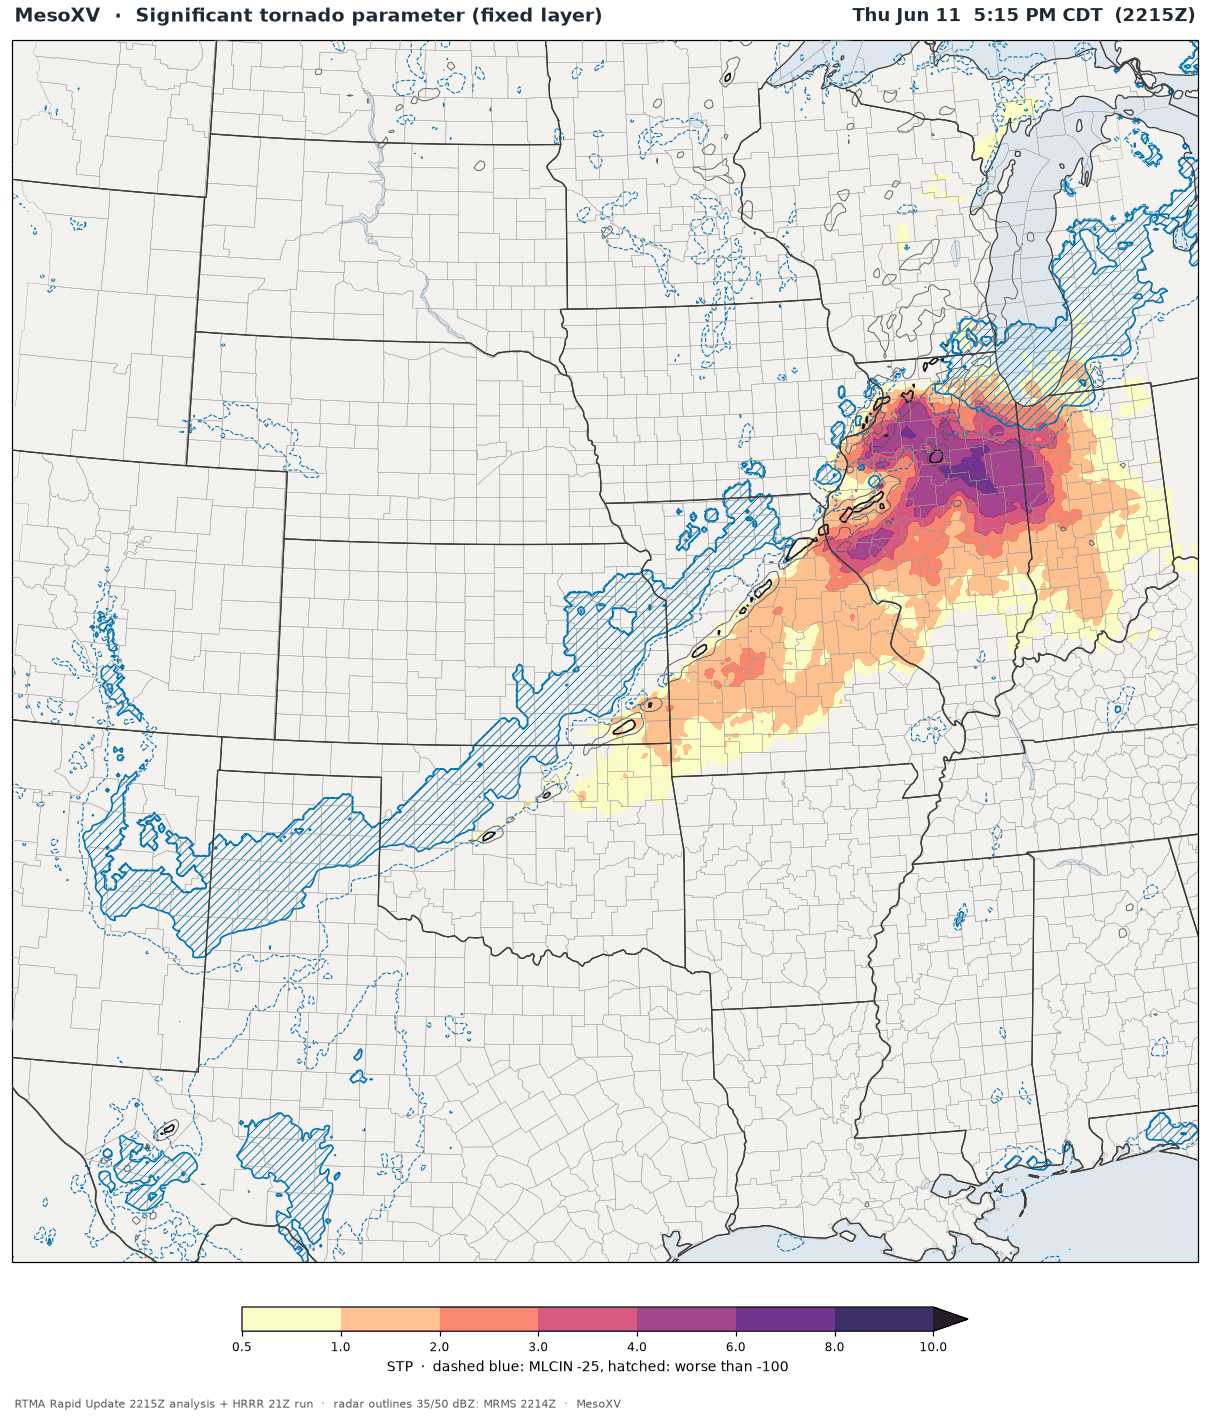 MesoXV · Significant tornado parameter (fixed layer)
Thu Jun 11 5:15 PM CDT (2215Z)
0.5 1.0 2.0 3.0 4.0 6.0 8.0 10.0
STP · dashed blue: MLCIN -25, hatched: worse than -100
RTMA Rapid Update 2215Z analysis + HRRR 21Z run · radar outlines 35/50 dBZ: MRMS 2214Z · MesoXV